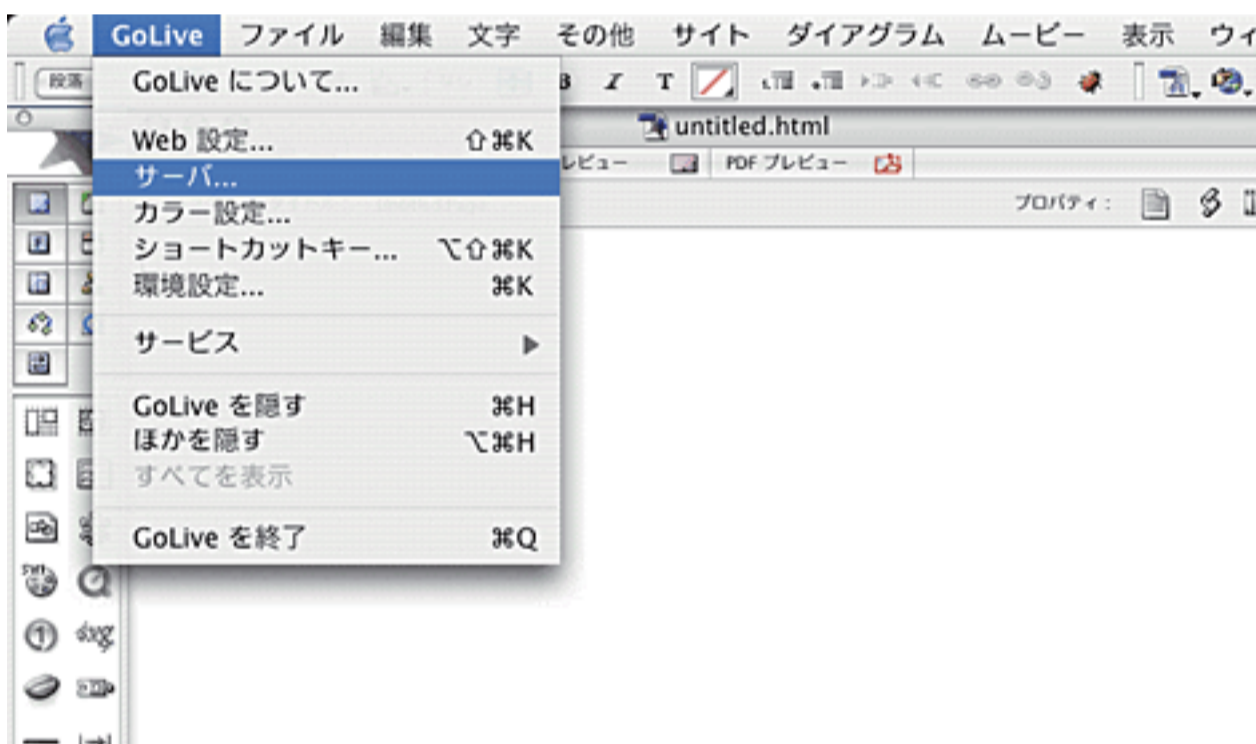 GoLive ファイル 編集 文字 その他 サイト ダイアグラム ムービー 表示 ウィ
段落
B I T
GoLive について...
Web 設定... ⇧⌘K
サーバ...
カラー設定...
ショートカットキー... ⌥⇧⌘K
環境設定... ⌘K
サービス ▶
GoLive を隠す ⌘H
ほかを隠す ⌥⌘H
すべてを表示
GoLive を終了 ⌘Q
untitled.html
レビュー PDF プレビュー
プロパティ :